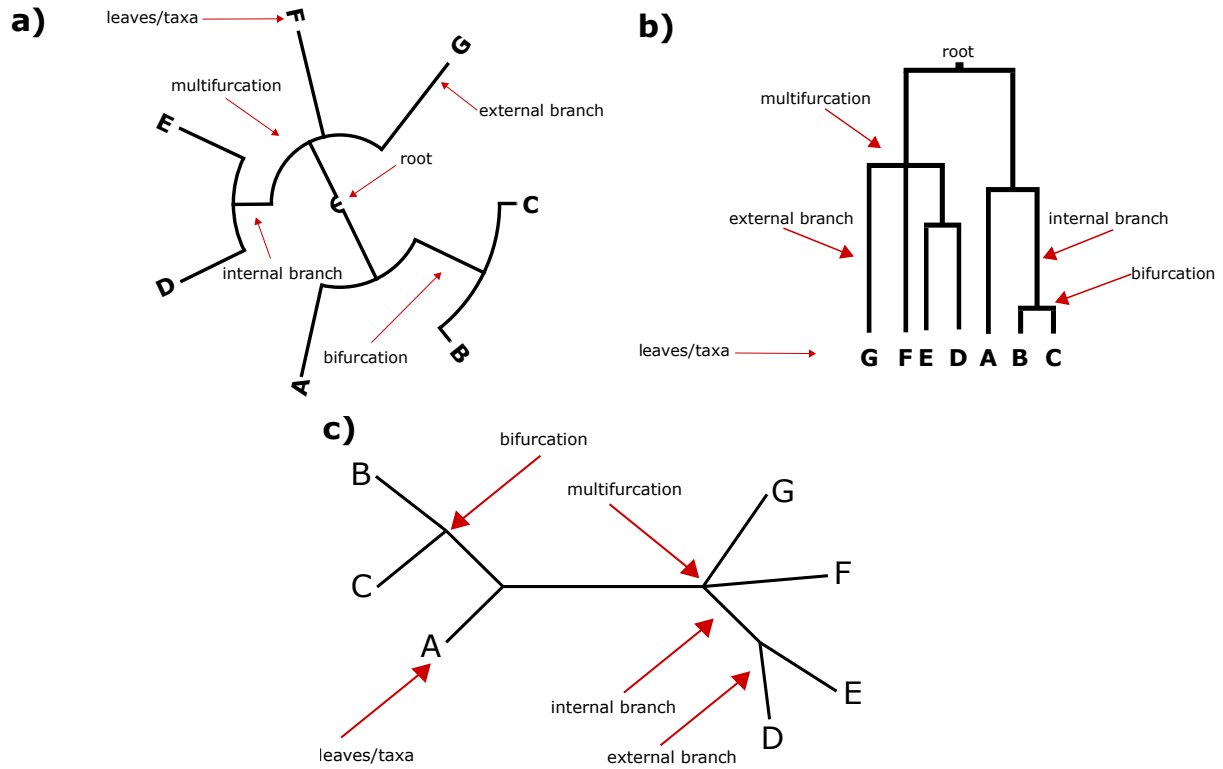 a)
leaves/taxa
F
G
multifurcation
external branch
E
root
C
D
internal branch
bifurcation
B
A
b)
root
multifurcation
external branch
internal branch
bifurcation
leaves/taxa
G F E D A B C
c)
bifurcation
B
multifurcation
G
C
F
A
E
internal branch
D
leaves/taxa
external branch